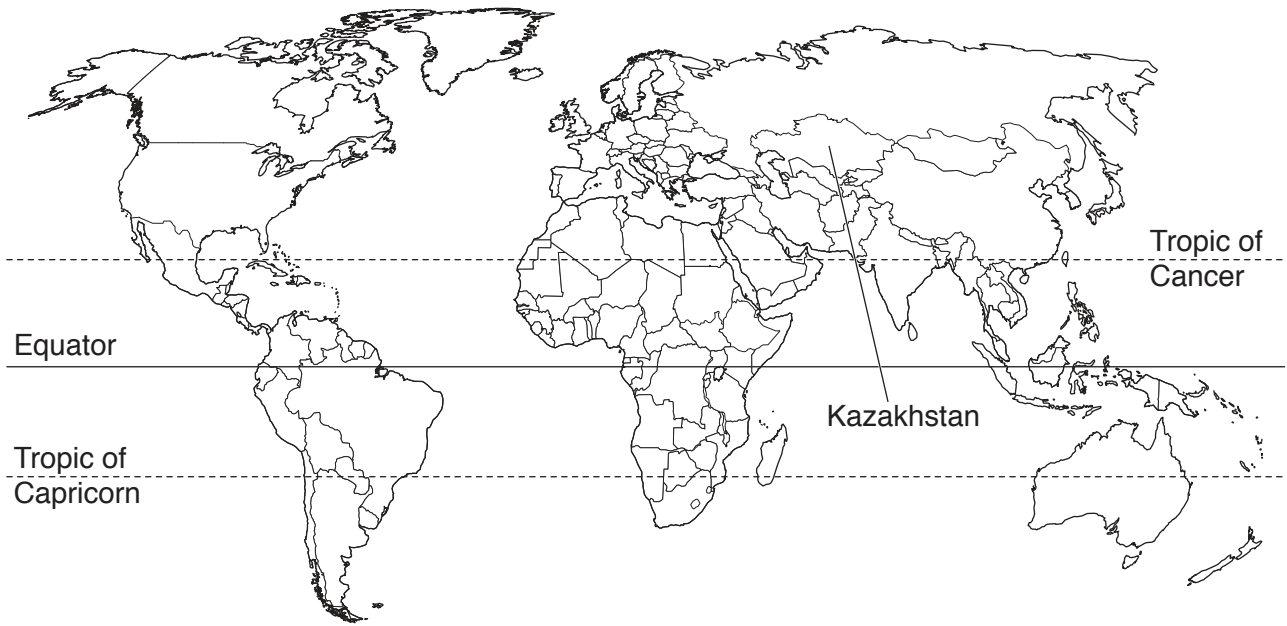 Tropic of
Cancer
Equator
Kazakhstan
Tropic of
Capricorn